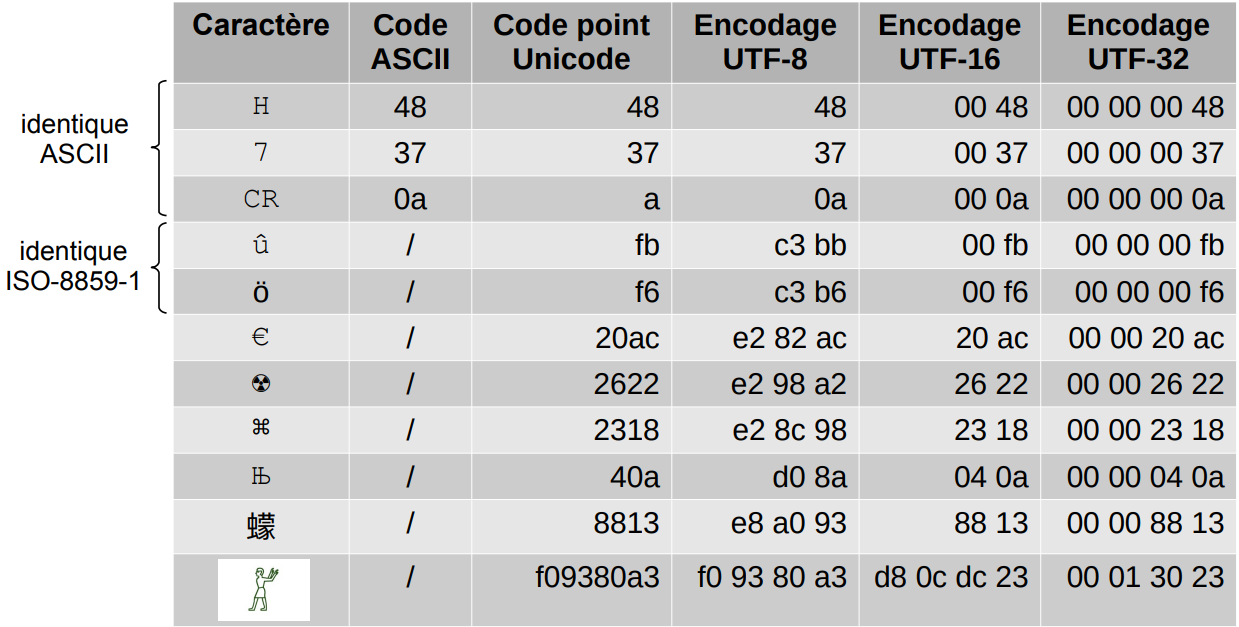 Caractère Code ASCII Code point Unicode Encodage UTF-8 Encodage UTF-16 Encodage UTF-32
identique ASCII
H 48 48 48 00 48 00 00 00 48
7 37 37 37 00 37 00 00 00 37
CR 0a a 0a 00 0a 00 00 00 0a
identique ISO-8859-1
û / fb c3 bb 00 fb 00 00 00 fb
ö / f6 c3 b6 00 f6 00 00 00 f6
€ / 20ac e2 82 ac 20 ac 00 00 20 ac
☢ / 2622 e2 98 a2 26 22 00 00 26 22
⌘ / 2318 e2 8c 98 23 18 00 00 23 18
Њ / 40a d0 8a 04 0a 00 00 04 0a
蠓 / 8813 e8 a0 93 88 13 00 00 88 13
𓀣 / f09380a3 f0 93 80 a3 d8 0c dc 23 00 01 30 23